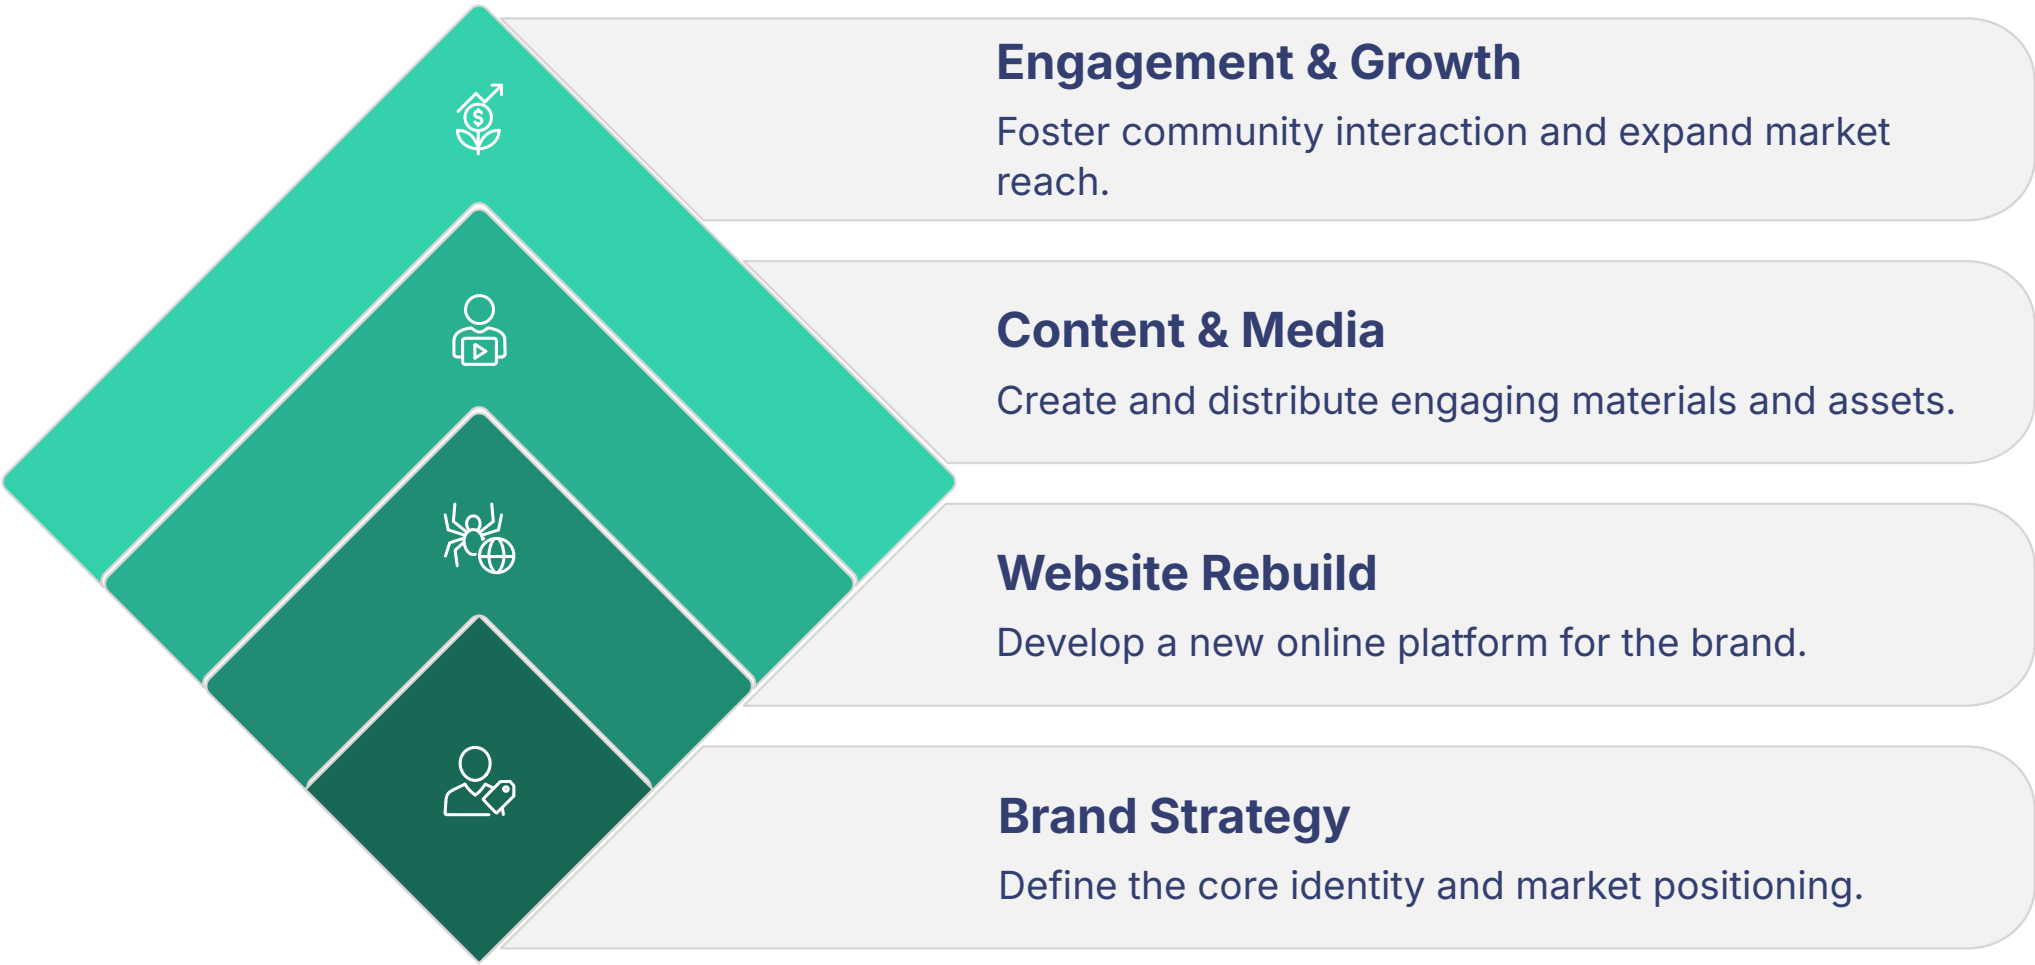 Engagement & Growth
Foster community interaction and expand market
reach.
Content & Media
Create and distribute engaging materials and assets.
Website Rebuild
Develop a new online platform for the brand.
Brand Strategy
Define the core identity and market positioning.
$